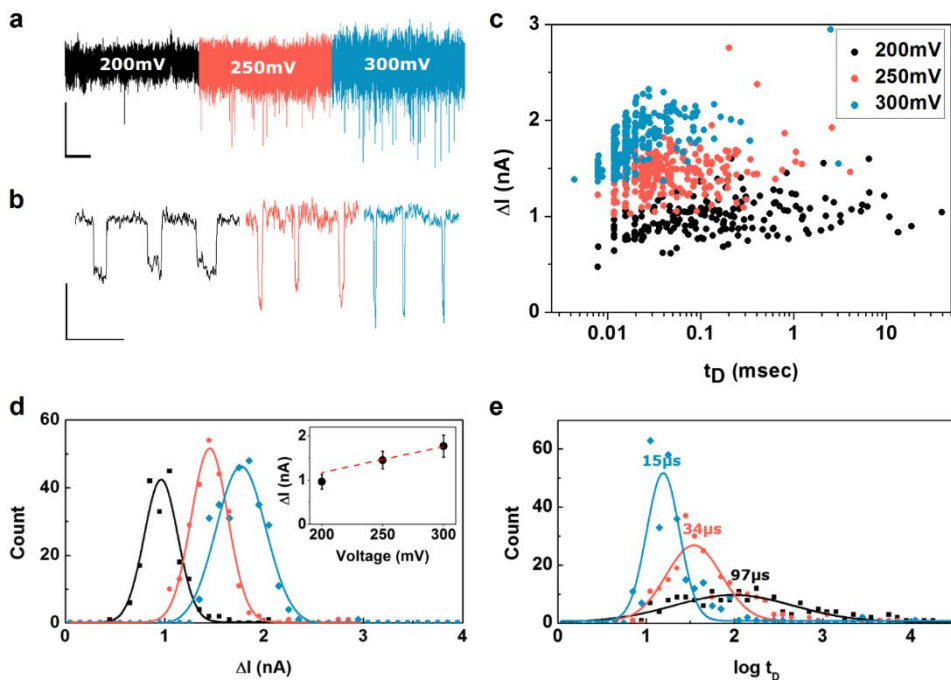 a
200mV
250mV
300mV
b
c
3
2
1
0
ΔI (nA)
0.01
0.1
1
10
t_D (msec)
200mV
250mV
300mV
d
60
40
20
0
Count
0
1
2
3
4
ΔI (nA)
2
1
0
ΔI (nA)
200
250
300
Voltage (mV)
e
60
40
20
0
Count
15µs
34µs
97µs
0
1
2
3
4
log t_D